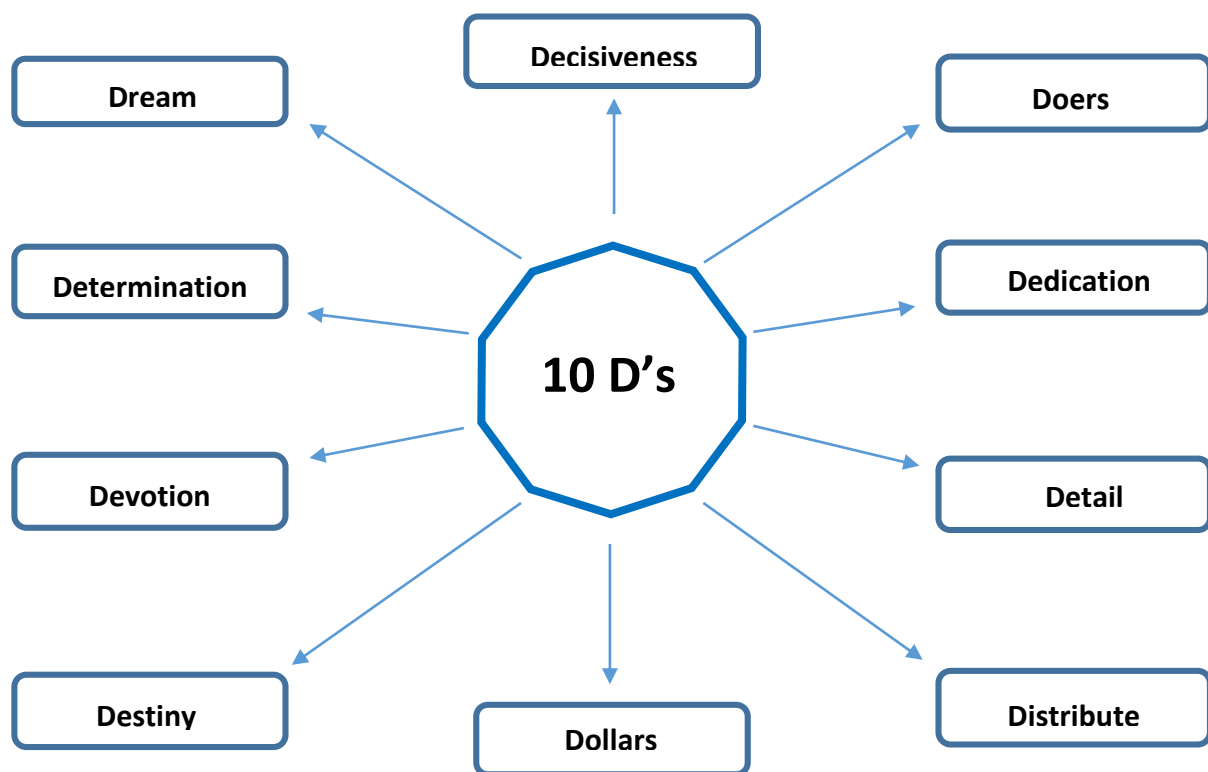 Decisiveness
Dream
Doers
Determination
Dedication
10 D’s
Devotion
Detail
Destiny
Distribute
Dollars